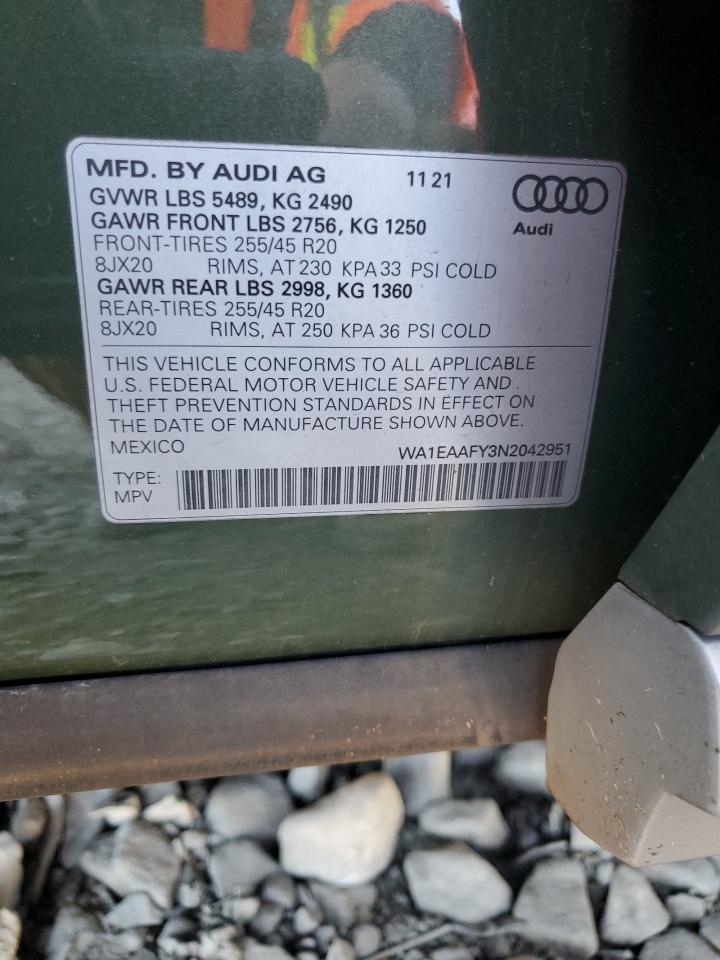 MFD. BY AUDI AG 11 21
GVWR LBS 5489, KG 2490
GAWR FRONT LBS 2756, KG 1250
Audi
FRONT-TIRES 255/45 R20
8JX20 RIMS, AT 230 KPA 33 PSI COLD
GAWR REAR LBS 2998, KG 1360
REAR-TIRES 255/45 R20
8JX20 RIMS, AT 250 KPA 36 PSI COLD
THIS VEHICLE CONFORMS TO ALL APPLICABLE
U.S. FEDERAL MOTOR VEHICLE SAFETY AND
THEFT PREVENTION STANDARDS IN EFFECT ON
THE DATE OF MANUFACTURE SHOWN ABOVE.
MEXICO WA1EAAFY3N2042951
TYPE:
MPV